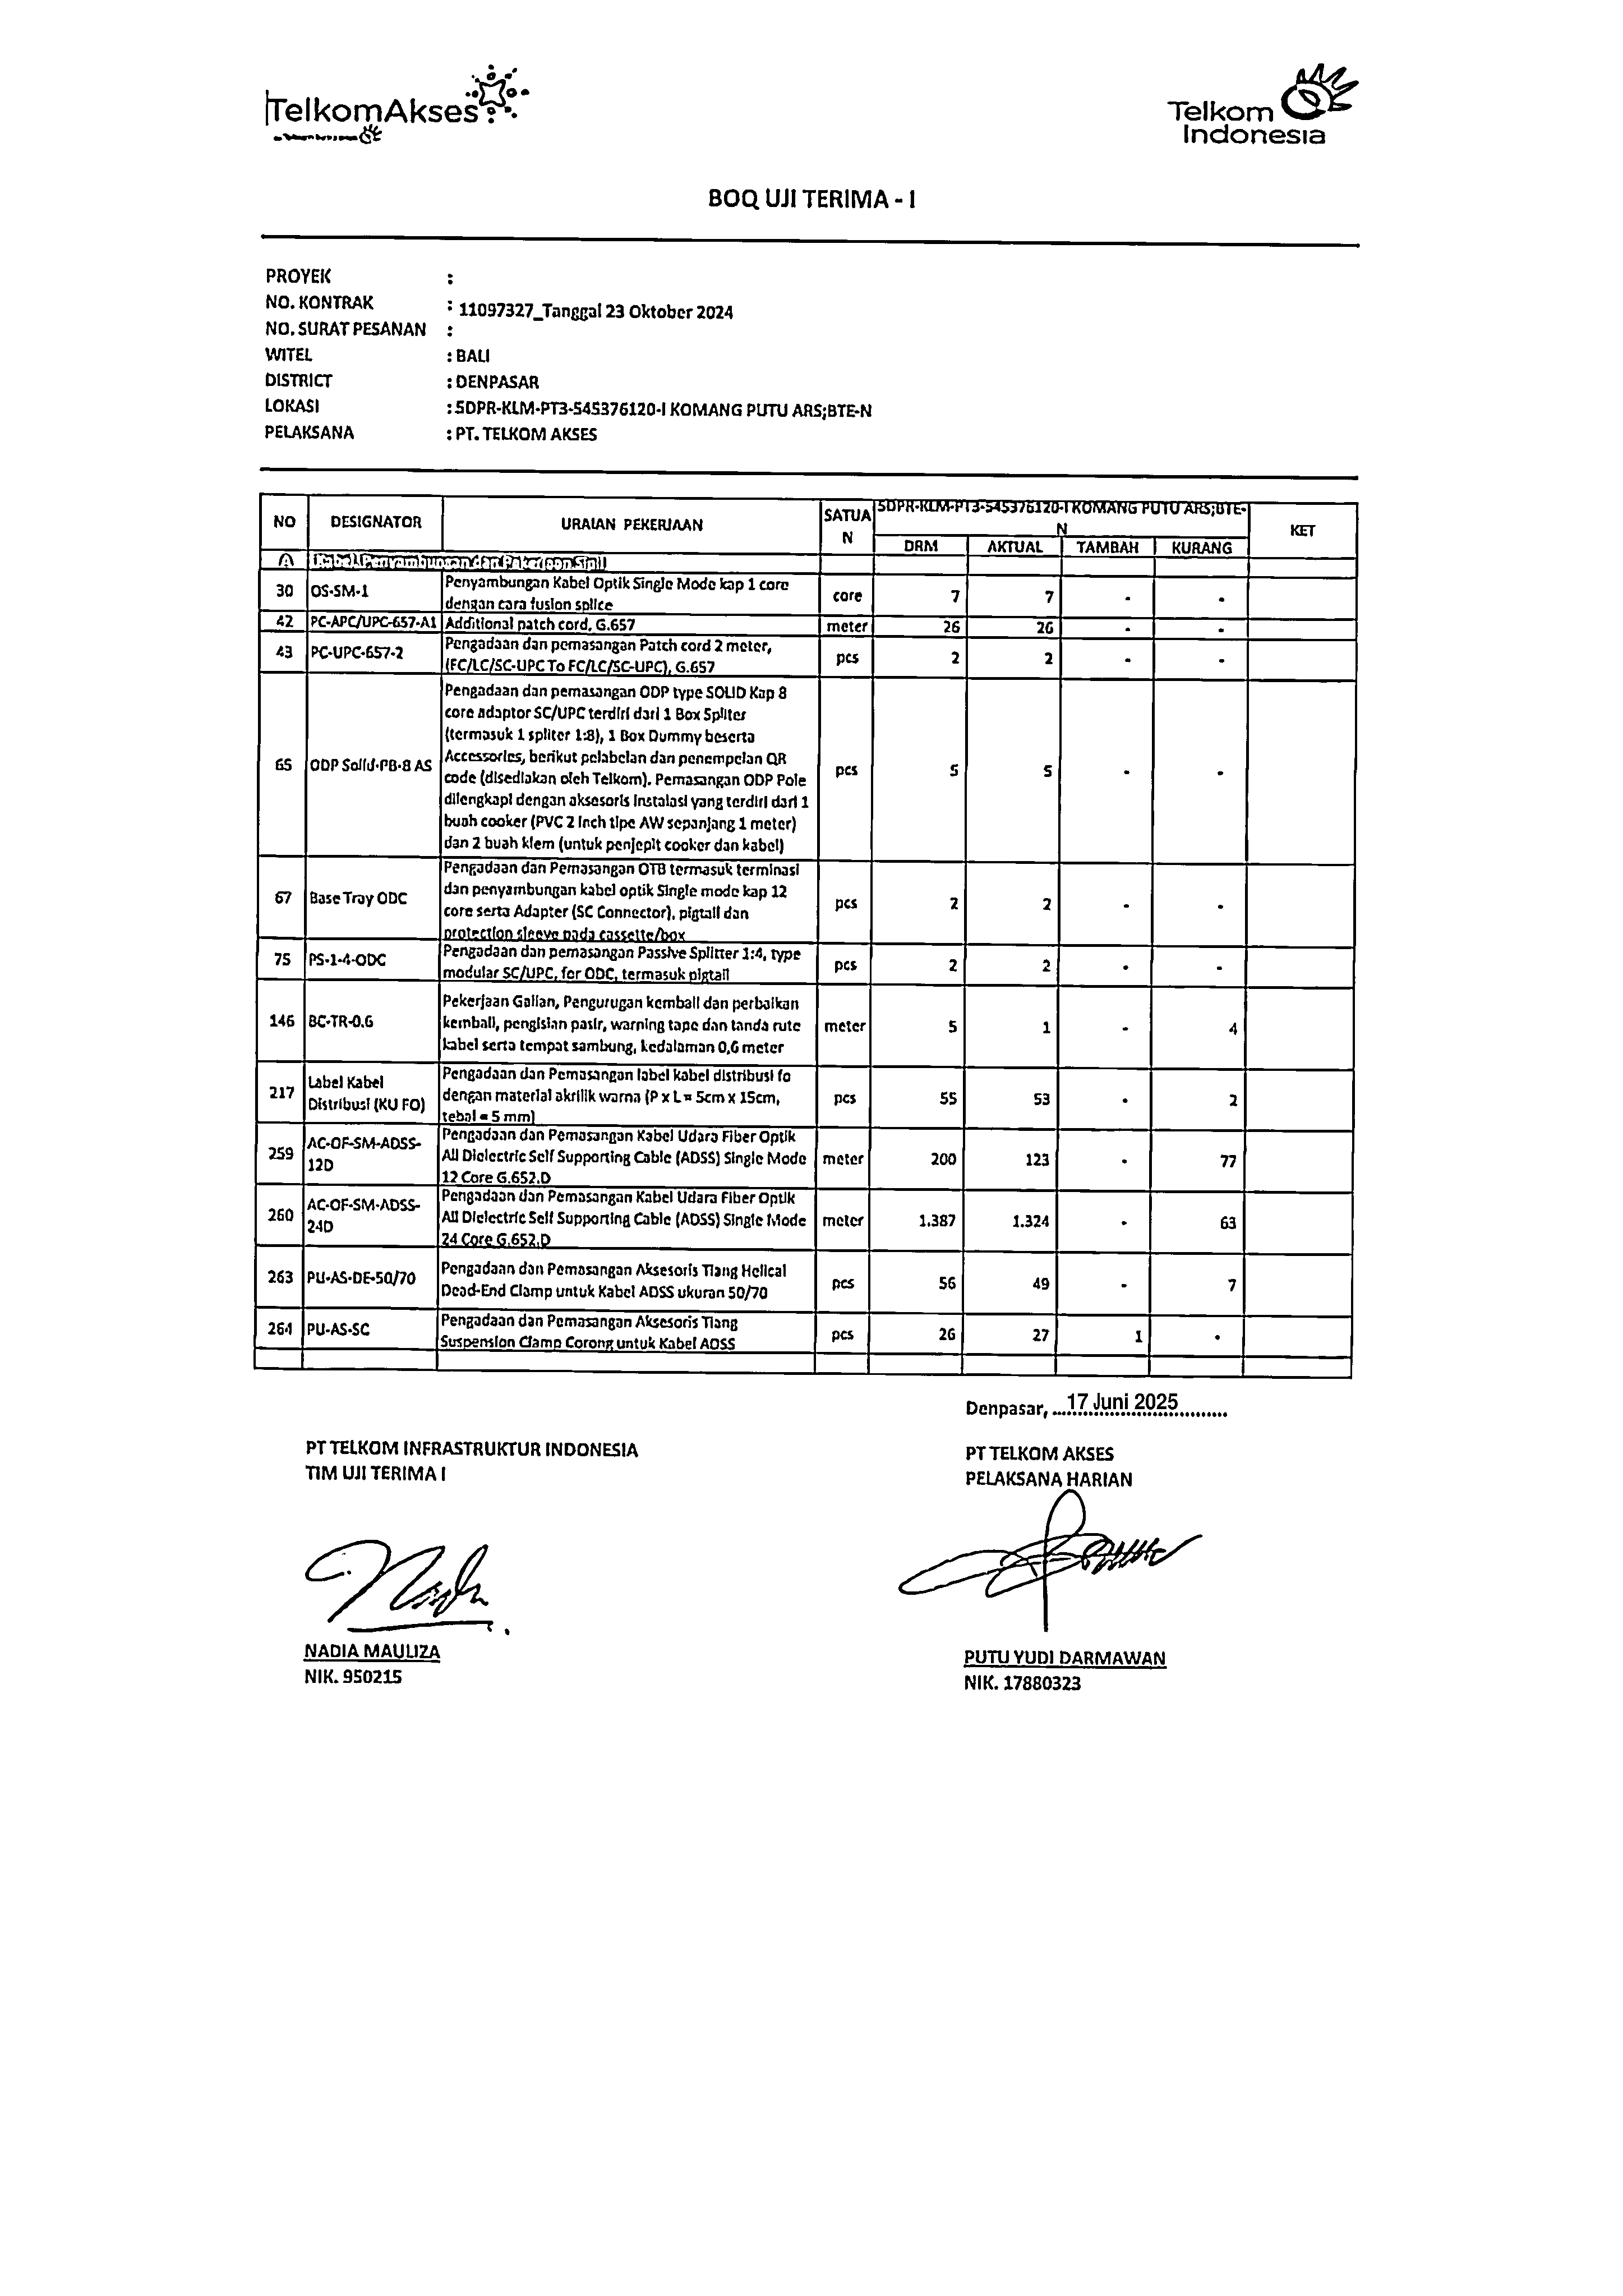 TelkomAkses
Telkom
Indonesia
BOQ UJI TERIMA - I
PROYEK :
NO. KONTRAK : 11097327_Tanggal 23 Oktober 2024
NO. SURAT PESANAN :
WITEL : BALI
DISTRICT : DENPASAR
LOKASI : SDPR-KLM-PT3-545376120-I KOMANG PUTU ARS;BTE-N
PELAKSANA : PT. TELKOM AKSES
NO DESIGNATOR URAIAN PEKERJAAN SATUA
N SDPR-KLM-PT3-545376120-I KOMANG PUTU ARS;BTE-
N KET
DRM AKTUAL TAMBAH KURANG
A Kabel, Penyambungan dan Pekerjaan Sipil
30 OS-SM-1 Penyambungan Kabel Optik Single Mode kap 1 core
dengan cara fusion splice core 7 7 - -
42 PC-APC/UPC-657-A1 Additional patch cord, G.657 meter 26 26 - -
43 PC-UPC-657-2 Pengadaan dan pemasangan Patch cord 2 meter,
(FC/LC/SC-UPC To FC/LC/SC-UPC), G.657 pcs 2 2 - -
65 ODP Solid-PB-8 AS Pengadaan dan pemasangan ODP type SOLID Kap 8
core adaptor SC/UPC terdiri dari 1 Box Spliter
(termasuk 1 spliter 1:8), 1 Box Dummy beserta
Accessories, berikut pelabelan dan penempelan QR
code (disediakan oleh Telkom). Pemasangan ODP Pole
dilengkapi dengan aksesoris instalasi yang terdiri dari 1
buah cooker (PVC 2 inch tipe AW sepanjang 1 meter)
dan 2 buah klem (untuk penjepit cooker dan kabel) pcs 5 5 - -
67 Base Tray ODC Pengadaan dan Pemasangan OTB termasuk terminasi
dan penyambungan kabel optik Single mode kap 12
core serta Adapter (SC Connector), pigtail dan
protection sleeve pada cassette/box pcs 2 2 - -
75 PS-1-4-ODC Pengadaan dan pemasangan Passive Splitter 1:4, type
modular SC/UPC, for ODC, termasuk pigtail pcs 2 2 - -
146 BC-TR-0.6 Pekerjaan Galian, Pengurugan kembali dan perbaikan
kembali, pengisian pasir, warning tape dan tanda rute
kabel serta tempat sambung, kedalaman 0,6 meter meter 5 1 - 4
217 Label Kabel
Distribusi (KU FO) Pengadaan dan Pemasangan label kabel distribusi fo
dengan material akrilik warna (P x L = 5cm x 15cm,
tebal = 5 mm) pcs 55 53 - 2
259 AC-OF-SM-ADSS-
12D Pengadaan dan Pemasangan Kabel Udara Fiber Optik
All Dielectric Self Supporting Cable (ADSS) Single Mode
12 Core G.652.D meter 200 123 - 77
260 AC-OF-SM-ADSS-
24D Pengadaan dan Pemasangan Kabel Udara Fiber Optik
All Dielectric Self Supporting Cable (ADSS) Single Mode
24 Core G.652.D meter 1.387 1.324 - 63
263 PU-AS-DE-50/70 Pengadaan dan Pemasangan Aksesoris Tiang Helical
Dead-End Clamp untuk Kabel ADSS ukuran 50/70 pcs 56 49 - 7
264 PU-AS-SC Pengadaan dan Pemasangan Aksesoris Tiang
Suspension Clamp Corong untuk Kabel ADSS pcs 26 27 1 -
Denpasar, ....17 Juni 2025............
PT TELKOM INFRASTRUKTUR INDONESIA
TIM UJI TERIMA I
PT TELKOM AKSES
PELAKSANA HARIAN
NADIA MAULIZA
NIK. 950215
PUTU YUDI DARMAWAN
NIK. 17880323